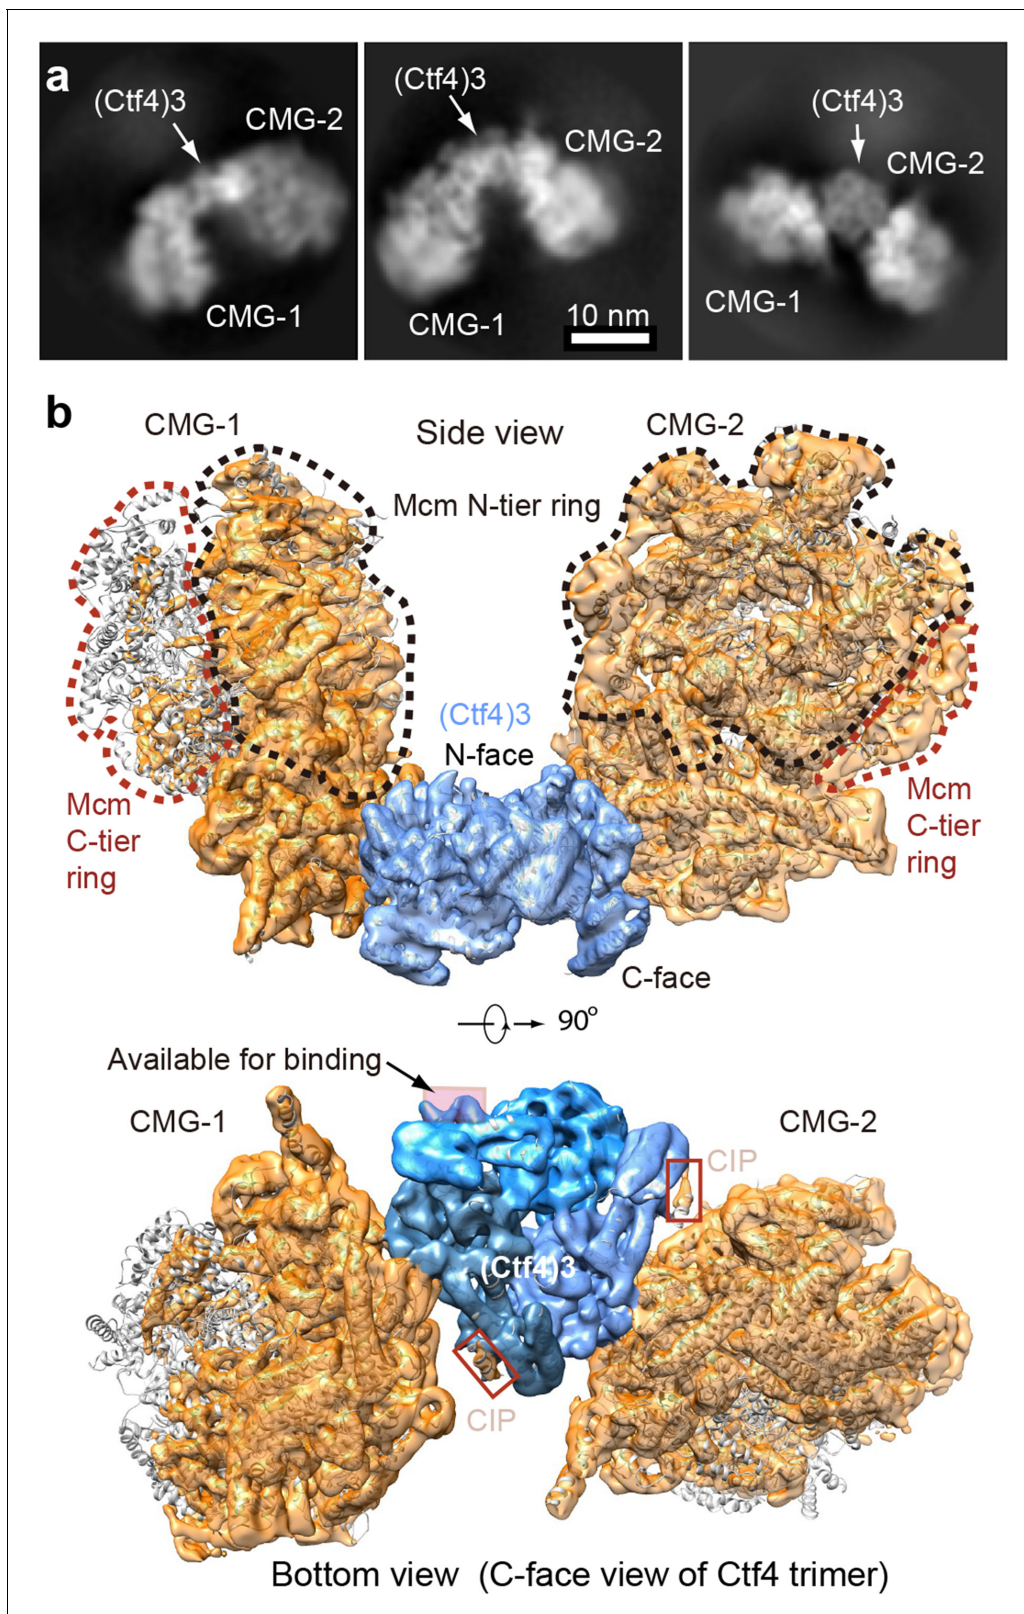 a
(Ctf4)3
CMG-2
CMG-1
(Ctf4)3
CMG-2
CMG-1
10 nm
(Ctf4)3
CMG-2
CMG-1
b
CMG-1
Side view
CMG-2
Mcm N-tier ring
(Ctf4)3
N-face
Mcm
C-tier
ring
Mcm
C-tier
ring
C-face
90°
Available for binding
CMG-1
CMG-2
CIP
(Ctf4)3
CIP
Bottom view (C-face view of Ctf4 trimer)